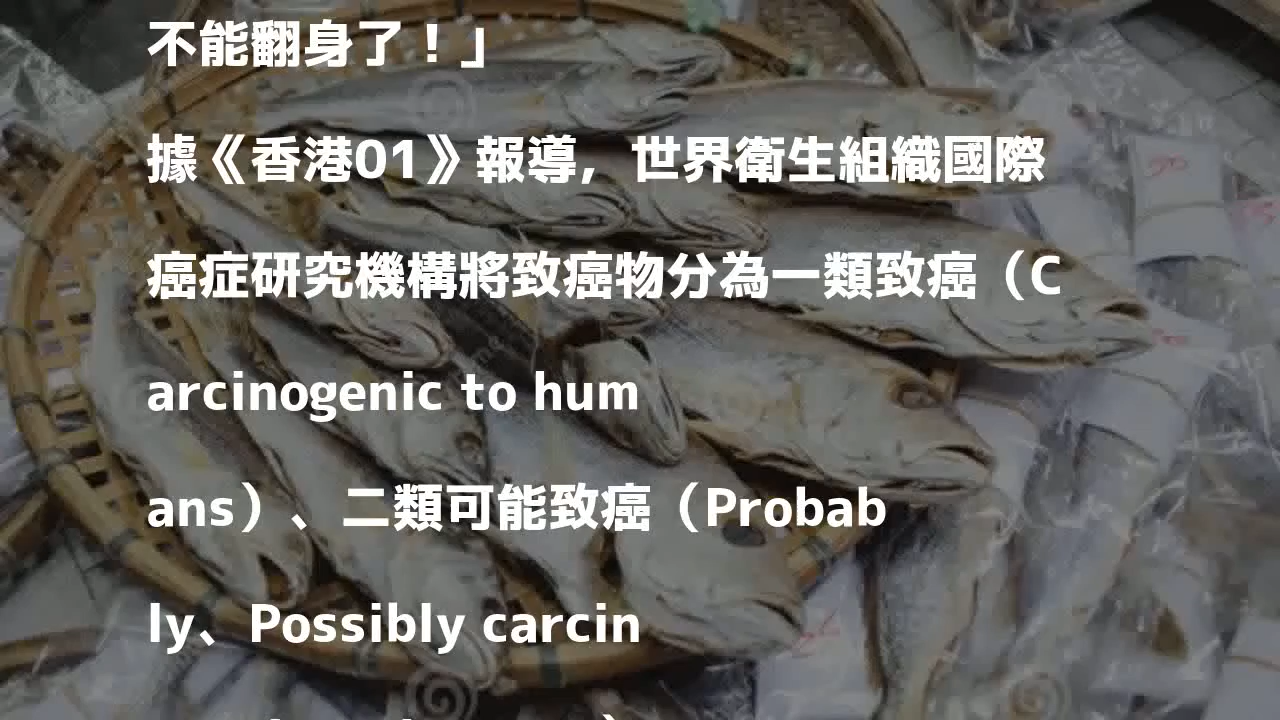 不能翻身了！」
據《香港01》報導，世界衛生組織國際
癌症研究機構將致癌物分為一類致癌（C
arcinogenic to hum
ans）、二類可能致癌（Probab
ly、Possibly carcin